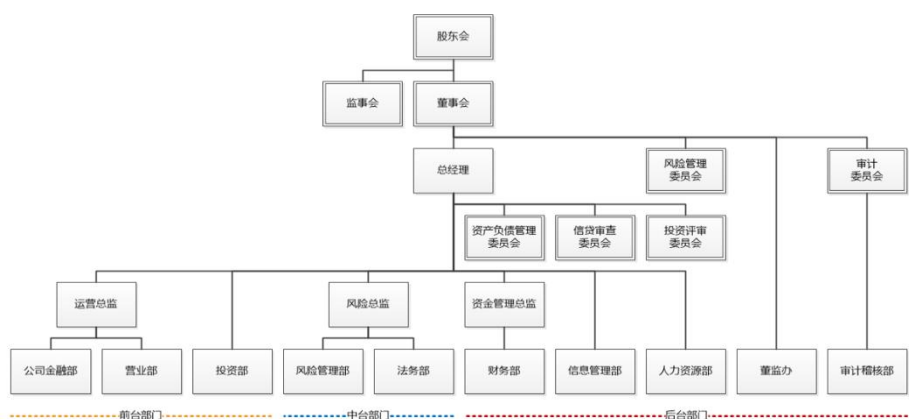 股东会
监事会
董事会
总经理
风险管理
委员会
审计
委员会
资产负债管理
委员会
信贷审查
委员会
投资评审
委员会
运营总监
风险总监
资金管理总监
公司金融部
营业部
投资部
风险管理部
法务部
财务部
信息管理部
人力资源部
董监办
审计稽核部
前台部门
中台部门
后台部门